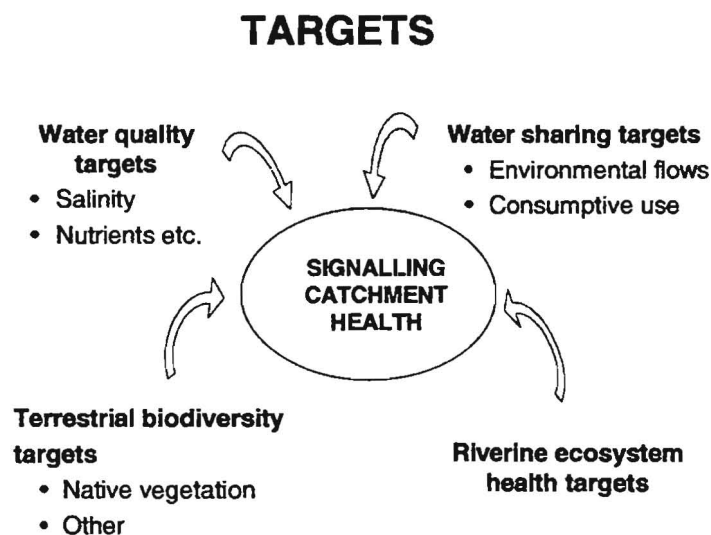 TARGETS
Water quality
targets
• Salinity
• Nutrients etc.
Water sharing targets
• Environmental flows
• Consumptive use
SIGNALLING
CATCHMENT
HEALTH
Terrestrial biodiversity
targets
• Native vegetation
• Other
Riverine ecosystem
health targets